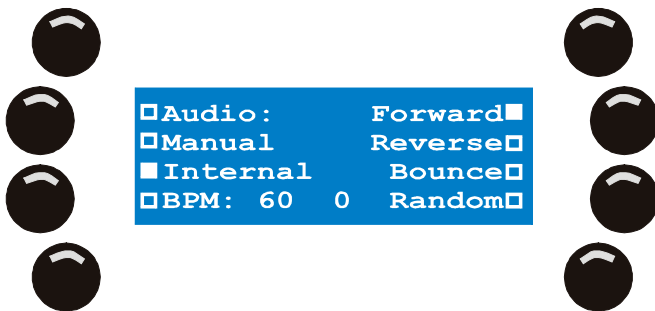 Audio: Forward
Manual Reverse
Internal Bounce
BPM: 60 0 Random